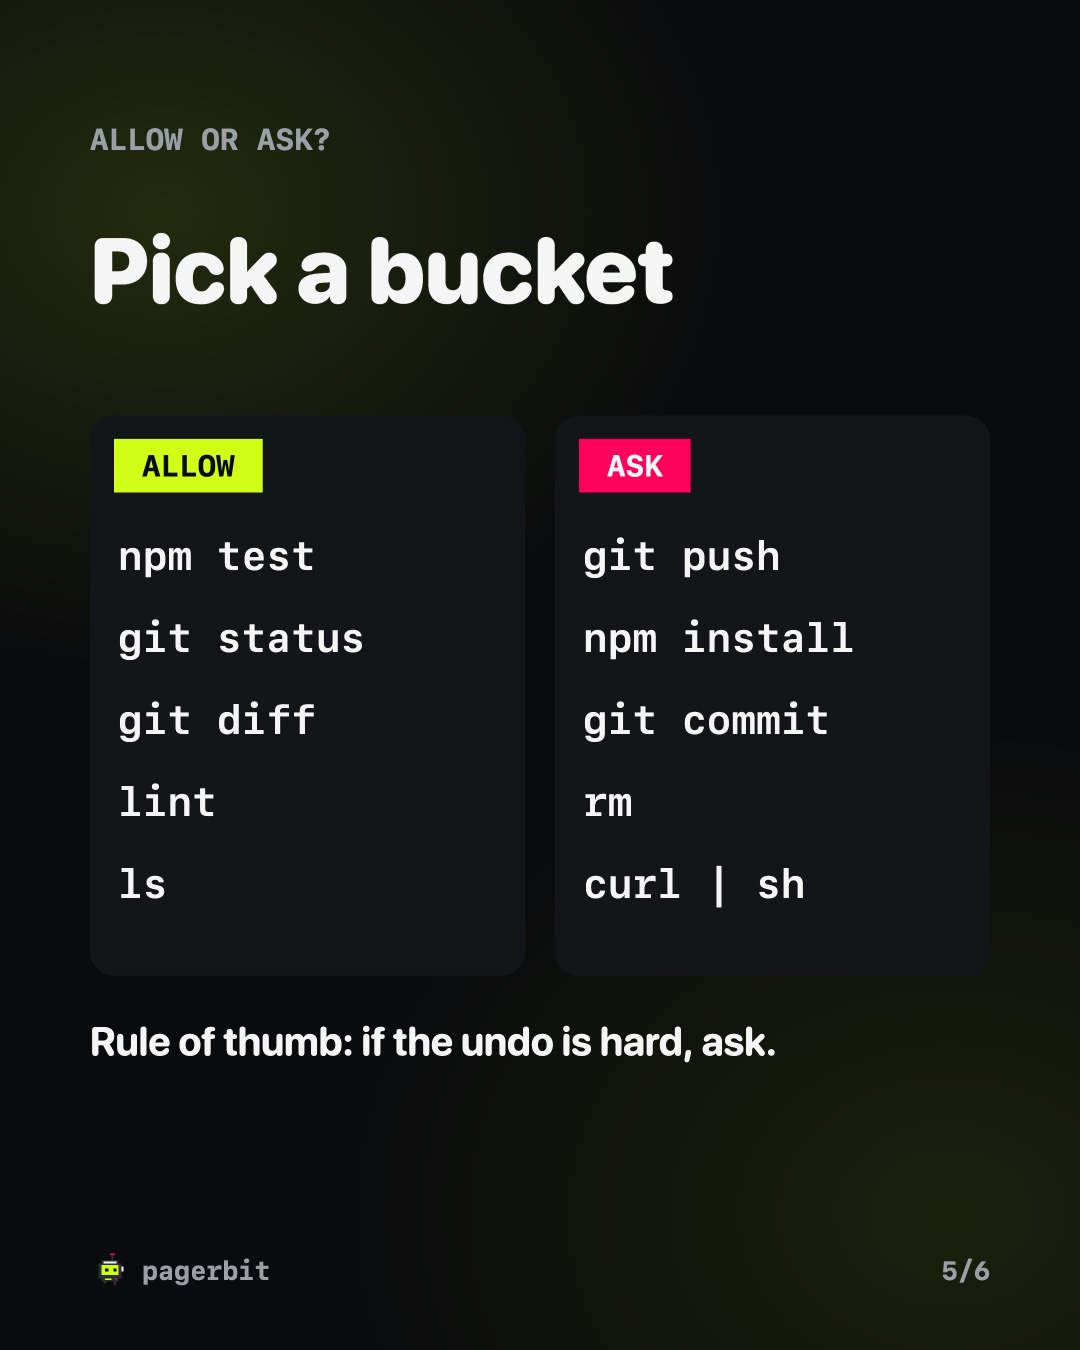 ALLOW OR ASK?
Pick a bucket
ALLOW
npm test
git status
git diff
lint
ls
ASK
git push
npm install
git commit
rm
curl | sh
Rule of thumb: if the undo is hard, ask.
pagerbit
5/6